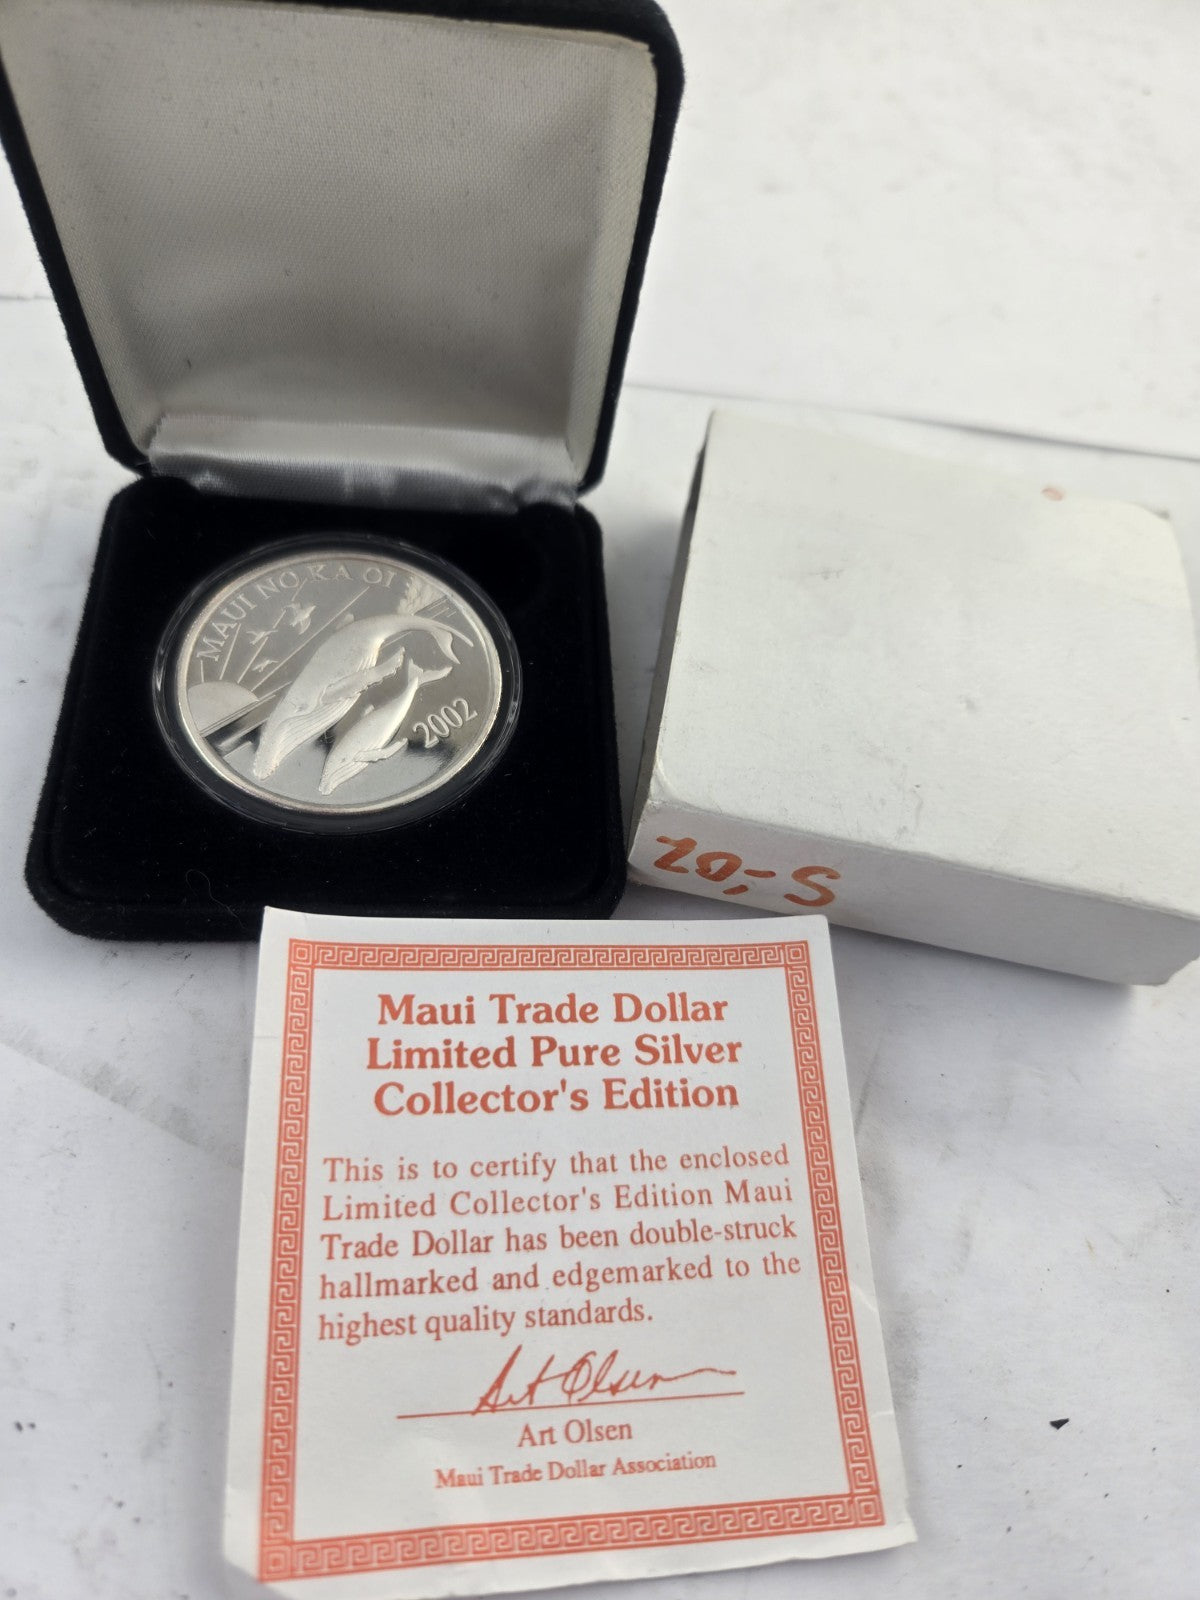 MAUI NO KA OI
2002
20,- S
Maui Trade Dollar
Limited Pure Silver
Collector's Edition
This is to certify that the enclosed
Limited Collector's Edition Maui
Trade Dollar has been double-struck
hallmarked and edgemarked to the
highest quality standards.
Art Olsen
Art Olsen
Maui Trade Dollar Association